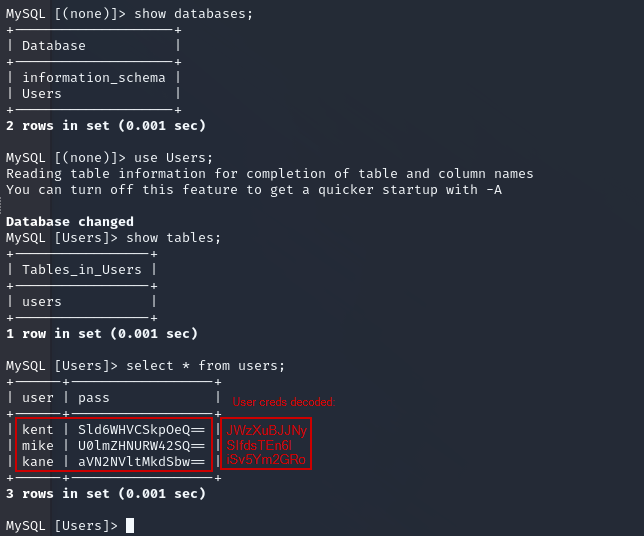 MySQL [(none)]> show databases;
| Database |
| information_schema |
| Users |
2 rows in set (0.001 sec)
MySQL [(none)]> use Users;
Reading table information for completion of table and column names
You can turn off this feature to get a quicker startup with -A
Database changed
MySQL [Users]> show tables;
| Tables_in_Users |
| users |
1 row in set (0.001 sec)
MySQL [Users]> select * from users;
| user | pass | User creds decoded:
| kent | Sld6WHVCSkpOeQ== | JWzXuBJJNy
| mike | U0lmZHNURW42SQ== | SIfdsTEn6I
| kane | aVN2NVltMkdSbw== | iSv5Ym2GRo
3 rows in set (0.001 sec)
MySQL [Users]>